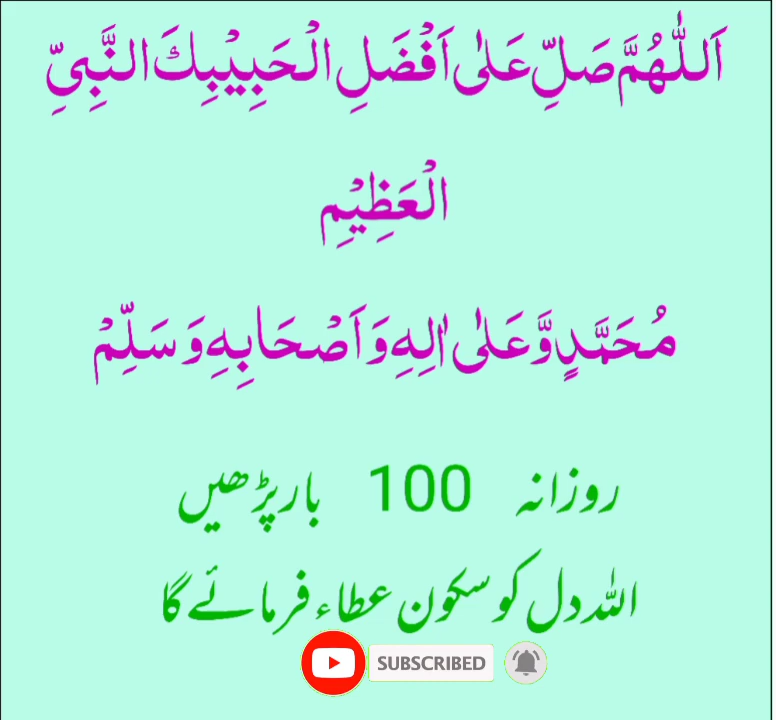 اَللّٰهُمَّ صَلِّ عَلٰى اَفْضَلِ الْحَبِيْبِكَ النَّبِىِّ
الْعَظِيْمِ
مُحَمَّدٍ وَّعَلٰى اٰلِهِ وَاَصْحَابِهِ وَسَلِّمْ
روزانہ 100 بار پڑھیں
اللہ دل کو سکون عطاء فرمائے گا
SUBSCRIBED